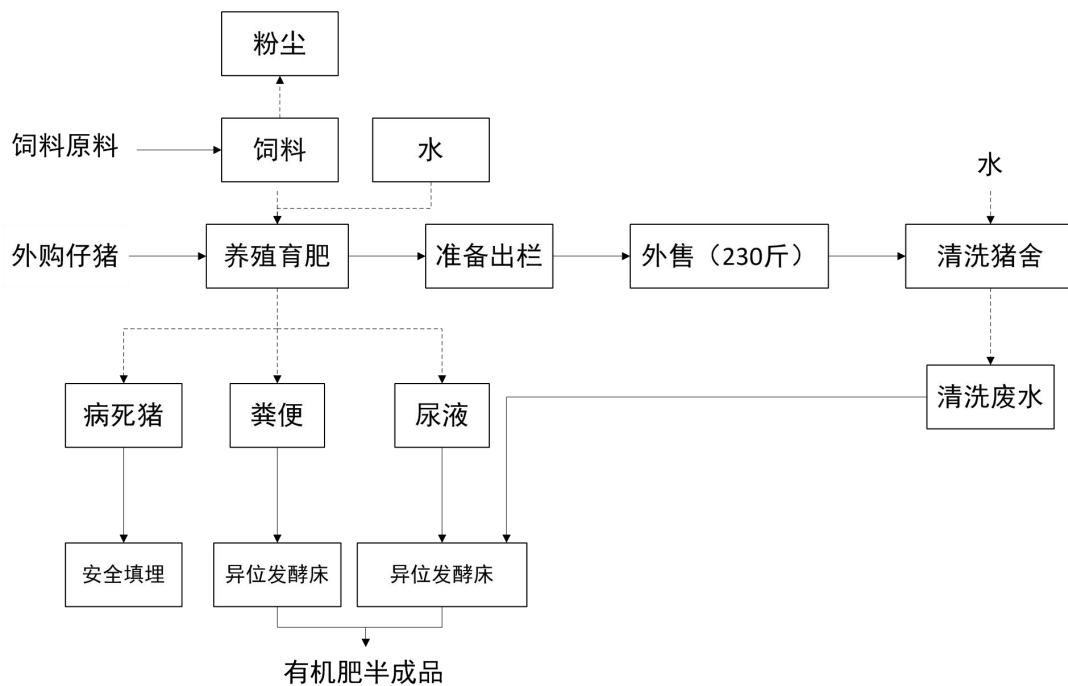 粉尘
饲料原料
饲料
水
水
外购仔猪
养殖育肥
准备出栏
外售（230斤）
清洗猪舍
病死猪
粪便
尿液
清洗废水
安全填埋
异位发酵床
异位发酵床
有机肥半成品